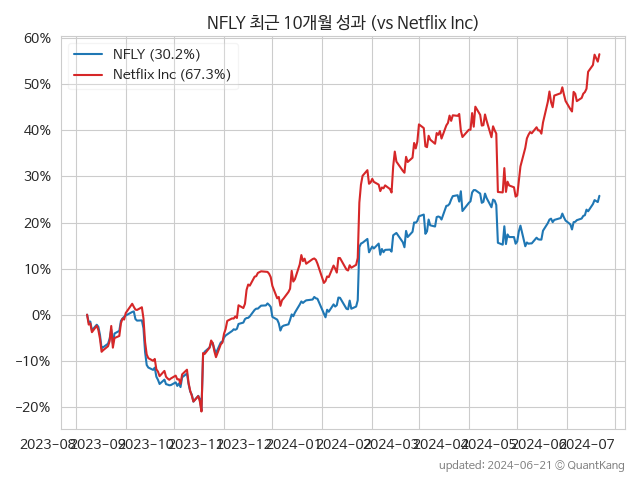 NFLY 최근 10개월 성과 (vs Netflix Inc)
NFLY (30.2%)
Netflix Inc (67.3%)
60%
50%
40%
30%
20%
10%
0%
−10%
−20%
2023-08 2023-09 2023-10 2023-11 2023-12 2024-01 2024-02 2024-03 2024-04 2024-05 2024-06 2024-07
updated: 2024-06-21 © QuantKang